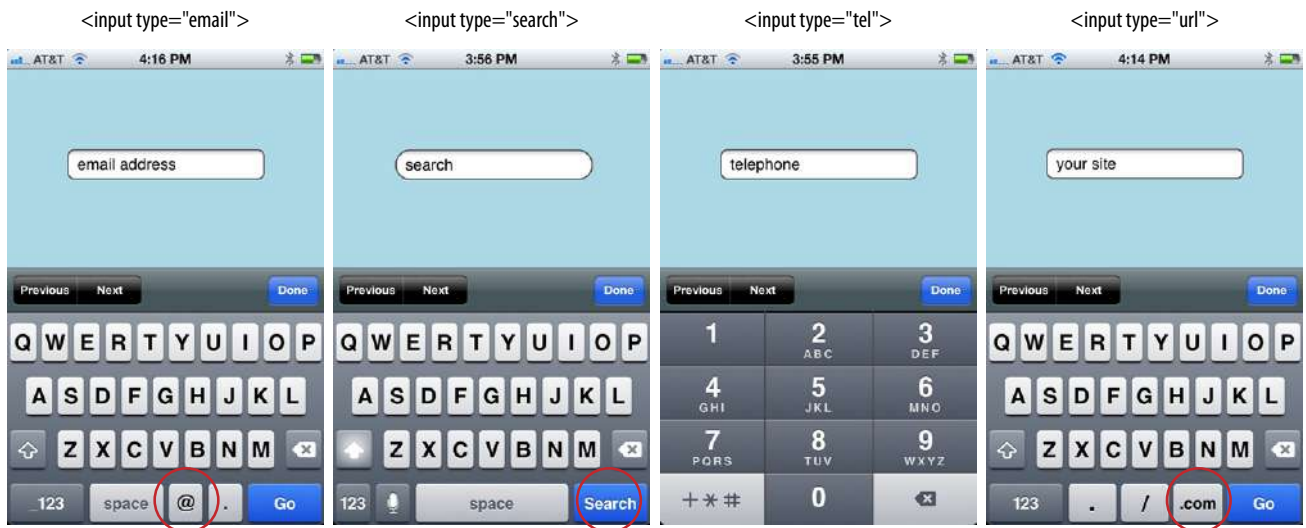 <input type="email"> <input type="search"> <input type="tel"> <input type="url">
AT&T 4:16 PM
email address
Previous Next Done
Q W E R T Y U I O P
A S D F G H J K L
Z X C V B N M
123 space @ . Go
AT&T 3:56 PM
search
Previous Next Done
Q W E R T Y U I O P
A S D F G H J K L
Z X C V B N M
123 space Search
AT&T 3:55 PM
telephone
Previous Next Done
1 2 3
ABC DEF
4 5 6
GHI JKL MNO
7 8 9
PQRS TUV WXYZ
+*# 0
AT&T 4:14 PM
your site
Previous Next Done
Q W E R T Y U I O P
A S D F G H J K L
Z X C V B N M
123 . / .com Go